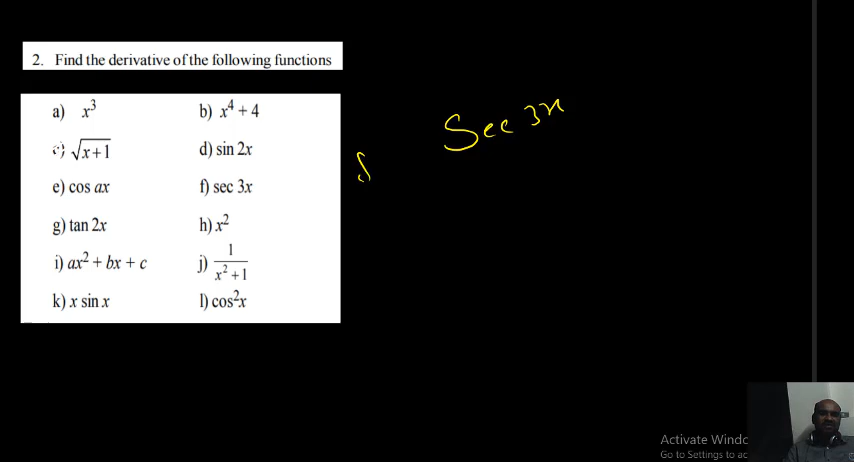 2. Find the derivative of the following functions
a) x³ b) x⁴ + 4
c) √x+1 d) sin 2x
e) cos ax f) sec 3x
g) tan 2x h) x²
i) ax² + bx + c j) 1/x²+1
k) x sin x l) cos²x
Sec 3x
Activate Windo
Go to Settings to ac